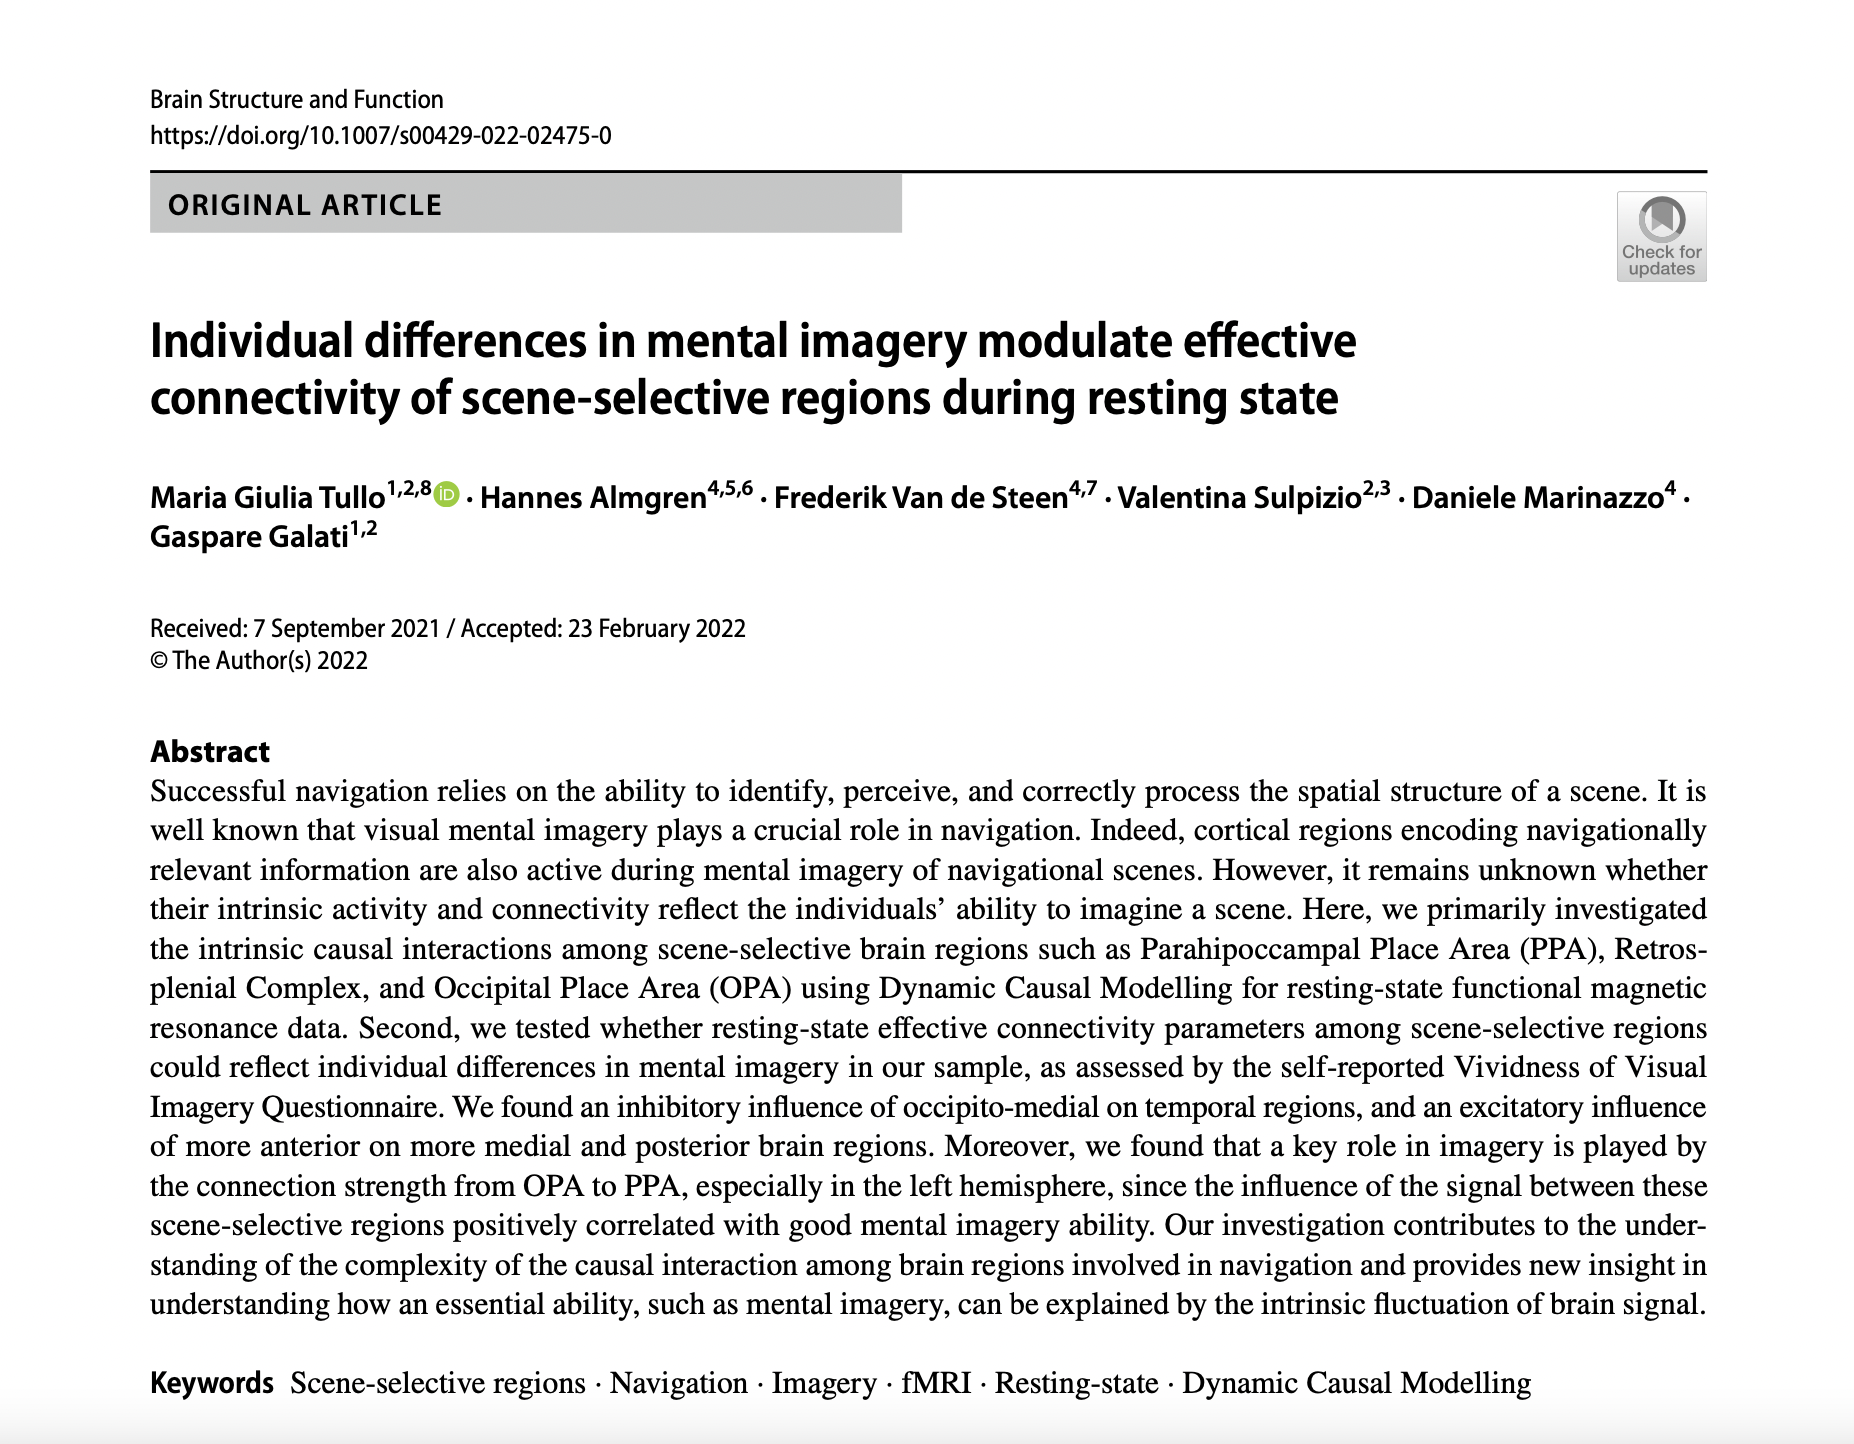 Brain Structure and Function
https://doi.org/10.1007/s00429-022-02475-0
ORIGINAL ARTICLE
Check for
updates
Individual differences in mental imagery modulate effective
connectivity of scene-selective regions during resting state
Maria Giulia Tullo1,2,8 iD · Hannes Almgren4,5,6 · Frederik Van de Steen4,7 · Valentina Sulpizio2,3 · Daniele Marinazzo4 ·
Gaspare Galati1,2
Received: 7 September 2021 / Accepted: 23 February 2022
© The Author(s) 2022
Abstract
Successful navigation relies on the ability to identify, perceive, and correctly process the spatial structure of a scene. It is
well known that visual mental imagery plays a crucial role in navigation. Indeed, cortical regions encoding navigationally
relevant information are also active during mental imagery of navigational scenes. However, it remains unknown whether
their intrinsic activity and connectivity reflect the individuals’ ability to imagine a scene. Here, we primarily investigated
the intrinsic causal interactions among scene-selective brain regions such as Parahipoccampal Place Area (PPA), Retros-
plenial Complex, and Occipital Place Area (OPA) using Dynamic Causal Modelling for resting-state functional magnetic
resonance data. Second, we tested whether resting-state effective connectivity parameters among scene-selective regions
could reflect individual differences in mental imagery in our sample, as assessed by the self-reported Vividness of Visual
Imagery Questionnaire. We found an inhibitory influence of occipito-medial on temporal regions, and an excitatory influence
of more anterior on more medial and posterior brain regions. Moreover, we found that a key role in imagery is played by
the connection strength from OPA to PPA, especially in the left hemisphere, since the influence of the signal between these
scene-selective regions positively correlated with good mental imagery ability. Our investigation contributes to the under-
standing of the complexity of the causal interaction among brain regions involved in navigation and provides new insight in
understanding how an essential ability, such as mental imagery, can be explained by the intrinsic fluctuation of brain signal.
Keywords Scene-selective regions · Navigation · Imagery · fMRI · Resting-state · Dynamic Causal Modelling